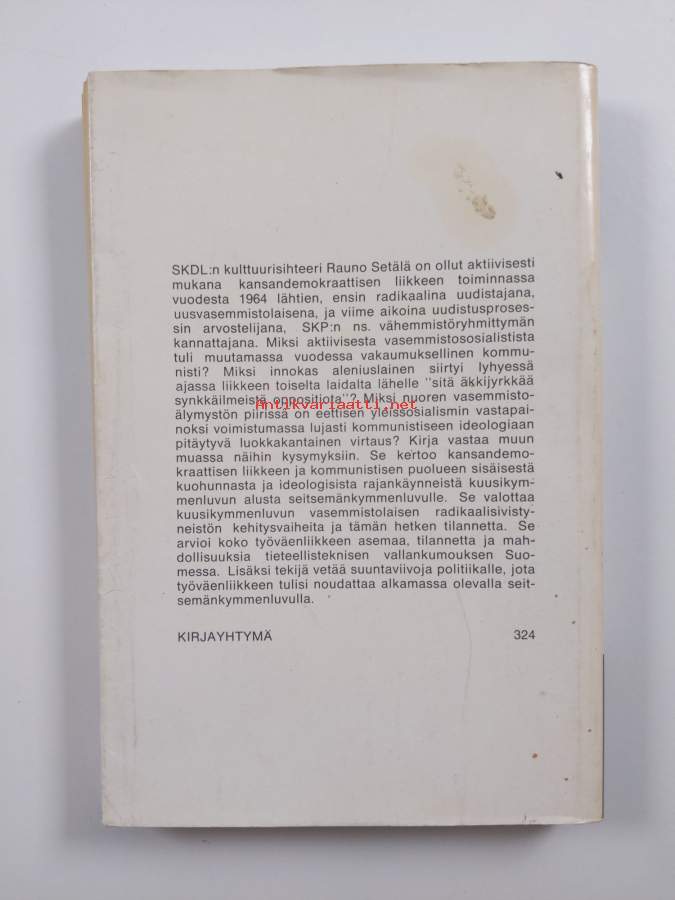 SKDL:n kulttuurisihteeri Rauno Setälä on ollut aktiivisesti
mukana kansandemokraattisen liikkeen toiminnassa
vuodesta 1964 lähtien, ensin radikaalina uudistajana,
uusvasemmistolaisena, ja viime aikoina uudistusproses-
sin arvostelijana, SKP:n ns. vähemmistöryhmittymän
kannattajana. Miksi aktiivisesta vasemmistososialistista
tuli muutamassa vuodessa vakaumuksellinen kommu-
nisti? Miksi innokas aleniuslainen siirtyi lyhyessä
ajassa liikkeen toiselta laidalta lähelle "sitä äkkijyrkkää
synkkäilmeistä oppositiota"? Miksi nuoren vasemmisto-
Antikvariaatti.net
älymystön piirissä on eettisen yleissosialismin vastapai-
noksi voimistumassa lujasti kommunistiseen ideologiaan
pitäytyvä luokkakantainen virtaus? Kirja vastaa muun
muassa näihin kysymyksiin. Se kertoo kansandemo-
kraattisen liikkeen ja kommunistisen puolueen sisäisestä
kuohunnasta ja ideologisista rajankäynneistä kuusikym-
menluvun alusta seitsemänkymmenluvulle. Se valottaa
kuusikymmenluvun vasemmistolaisen radikaalisivisty-
neistön kehitysvaiheita ja tämän hetken tilannetta. Se
arvioi koko työväenliikkeen asemaa, tilannetta ja mah-
dollisuuksia tieteellisteknisen vallankumouksen Suo-
messa. Lisäksi tekijä vetää suuntaviivoja politiikalle, jota
työväenliikkeen tulisi noudattaa alkamassa olevalla seit-
semänkymmenluvulla.
KIRJAYHTYMÄ 324